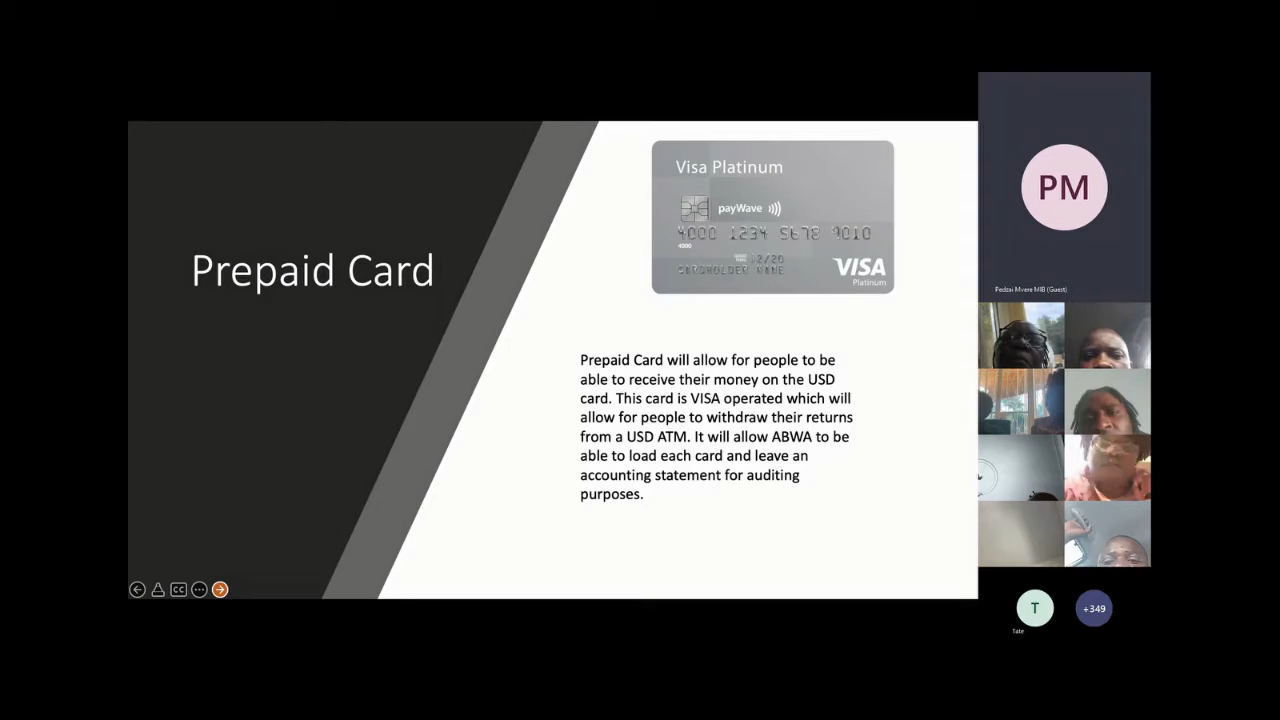 Prepaid Card
Visa Platinum
payWave
4000 1234 5678 9010
4000
12/20
CARDHOLDER NAME
VISA
Platinum
Prepaid Card will allow for people to be
able to receive their money on the USD
card. This card is VISA operated which will
allow for people to withdraw their returns
from a USD ATM. It will allow ABWA to be
able to load each card and leave an
accounting statement for auditing
purposes.
CC
PM
Pedzai Mvere MIB (Guest)
T
+349
Tate